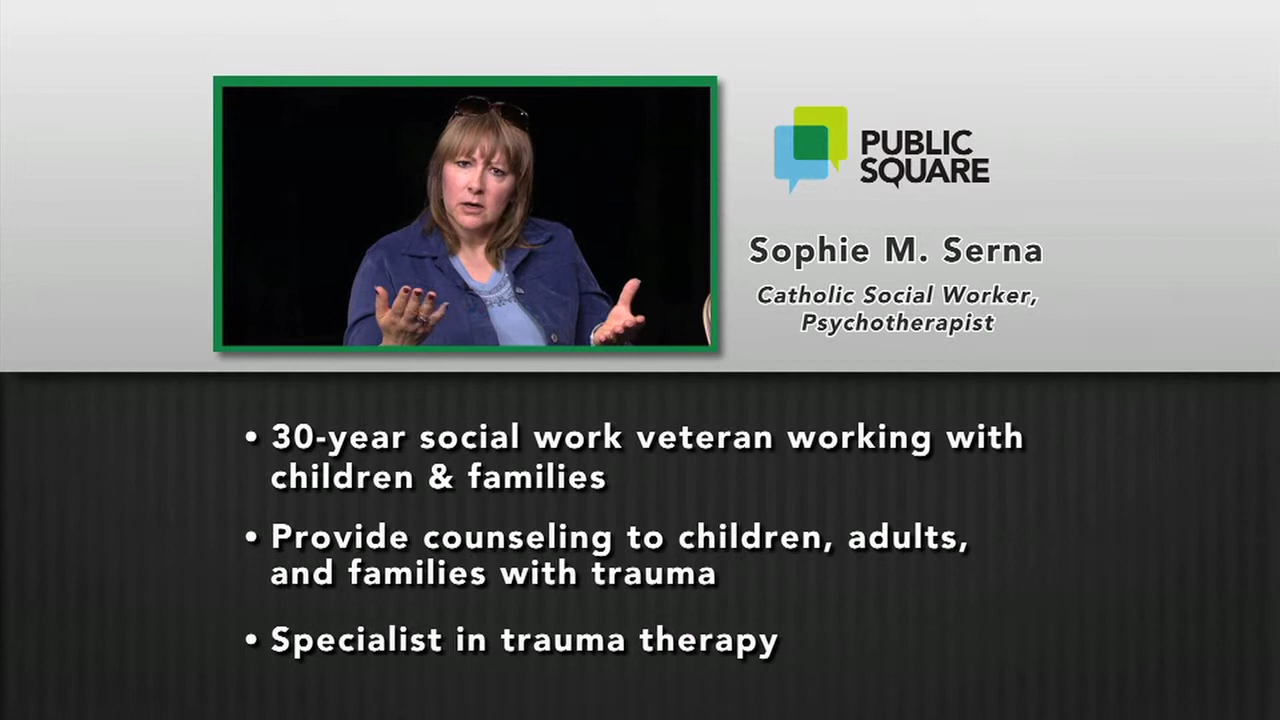 PUBLIC
SQUARE
Sophie M. Serna
Catholic Social Worker,
Psychotherapist
• 30-year social work veteran working with
children & families
• Provide counseling to children, adults,
and families with trauma
• Specialist in trauma therapy